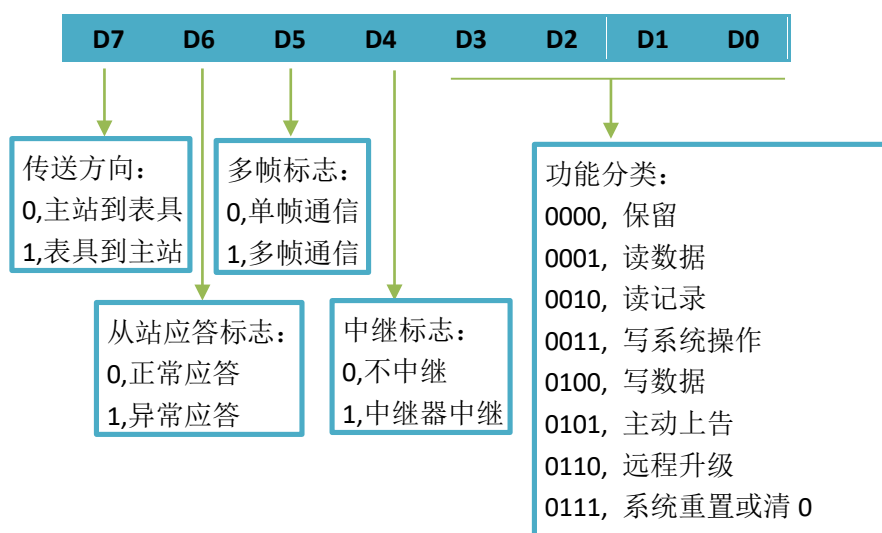 D7 D6 D5 D4 D3 D2 D1 D0
传送方向：
0,主站到表具
1,表具到主站
多帧标志：
0,单帧通信
1,多帧通信
从站应答标志：
0,正常应答
1,异常应答
中继标志：
0,不中继
1,中继器中继
功能分类：
0000, 保留
0001, 读数据
0010, 读记录
0011, 写系统操作
0100, 写数据
0101, 主动上告
0110, 远程升级
0111, 系统重置或清 0